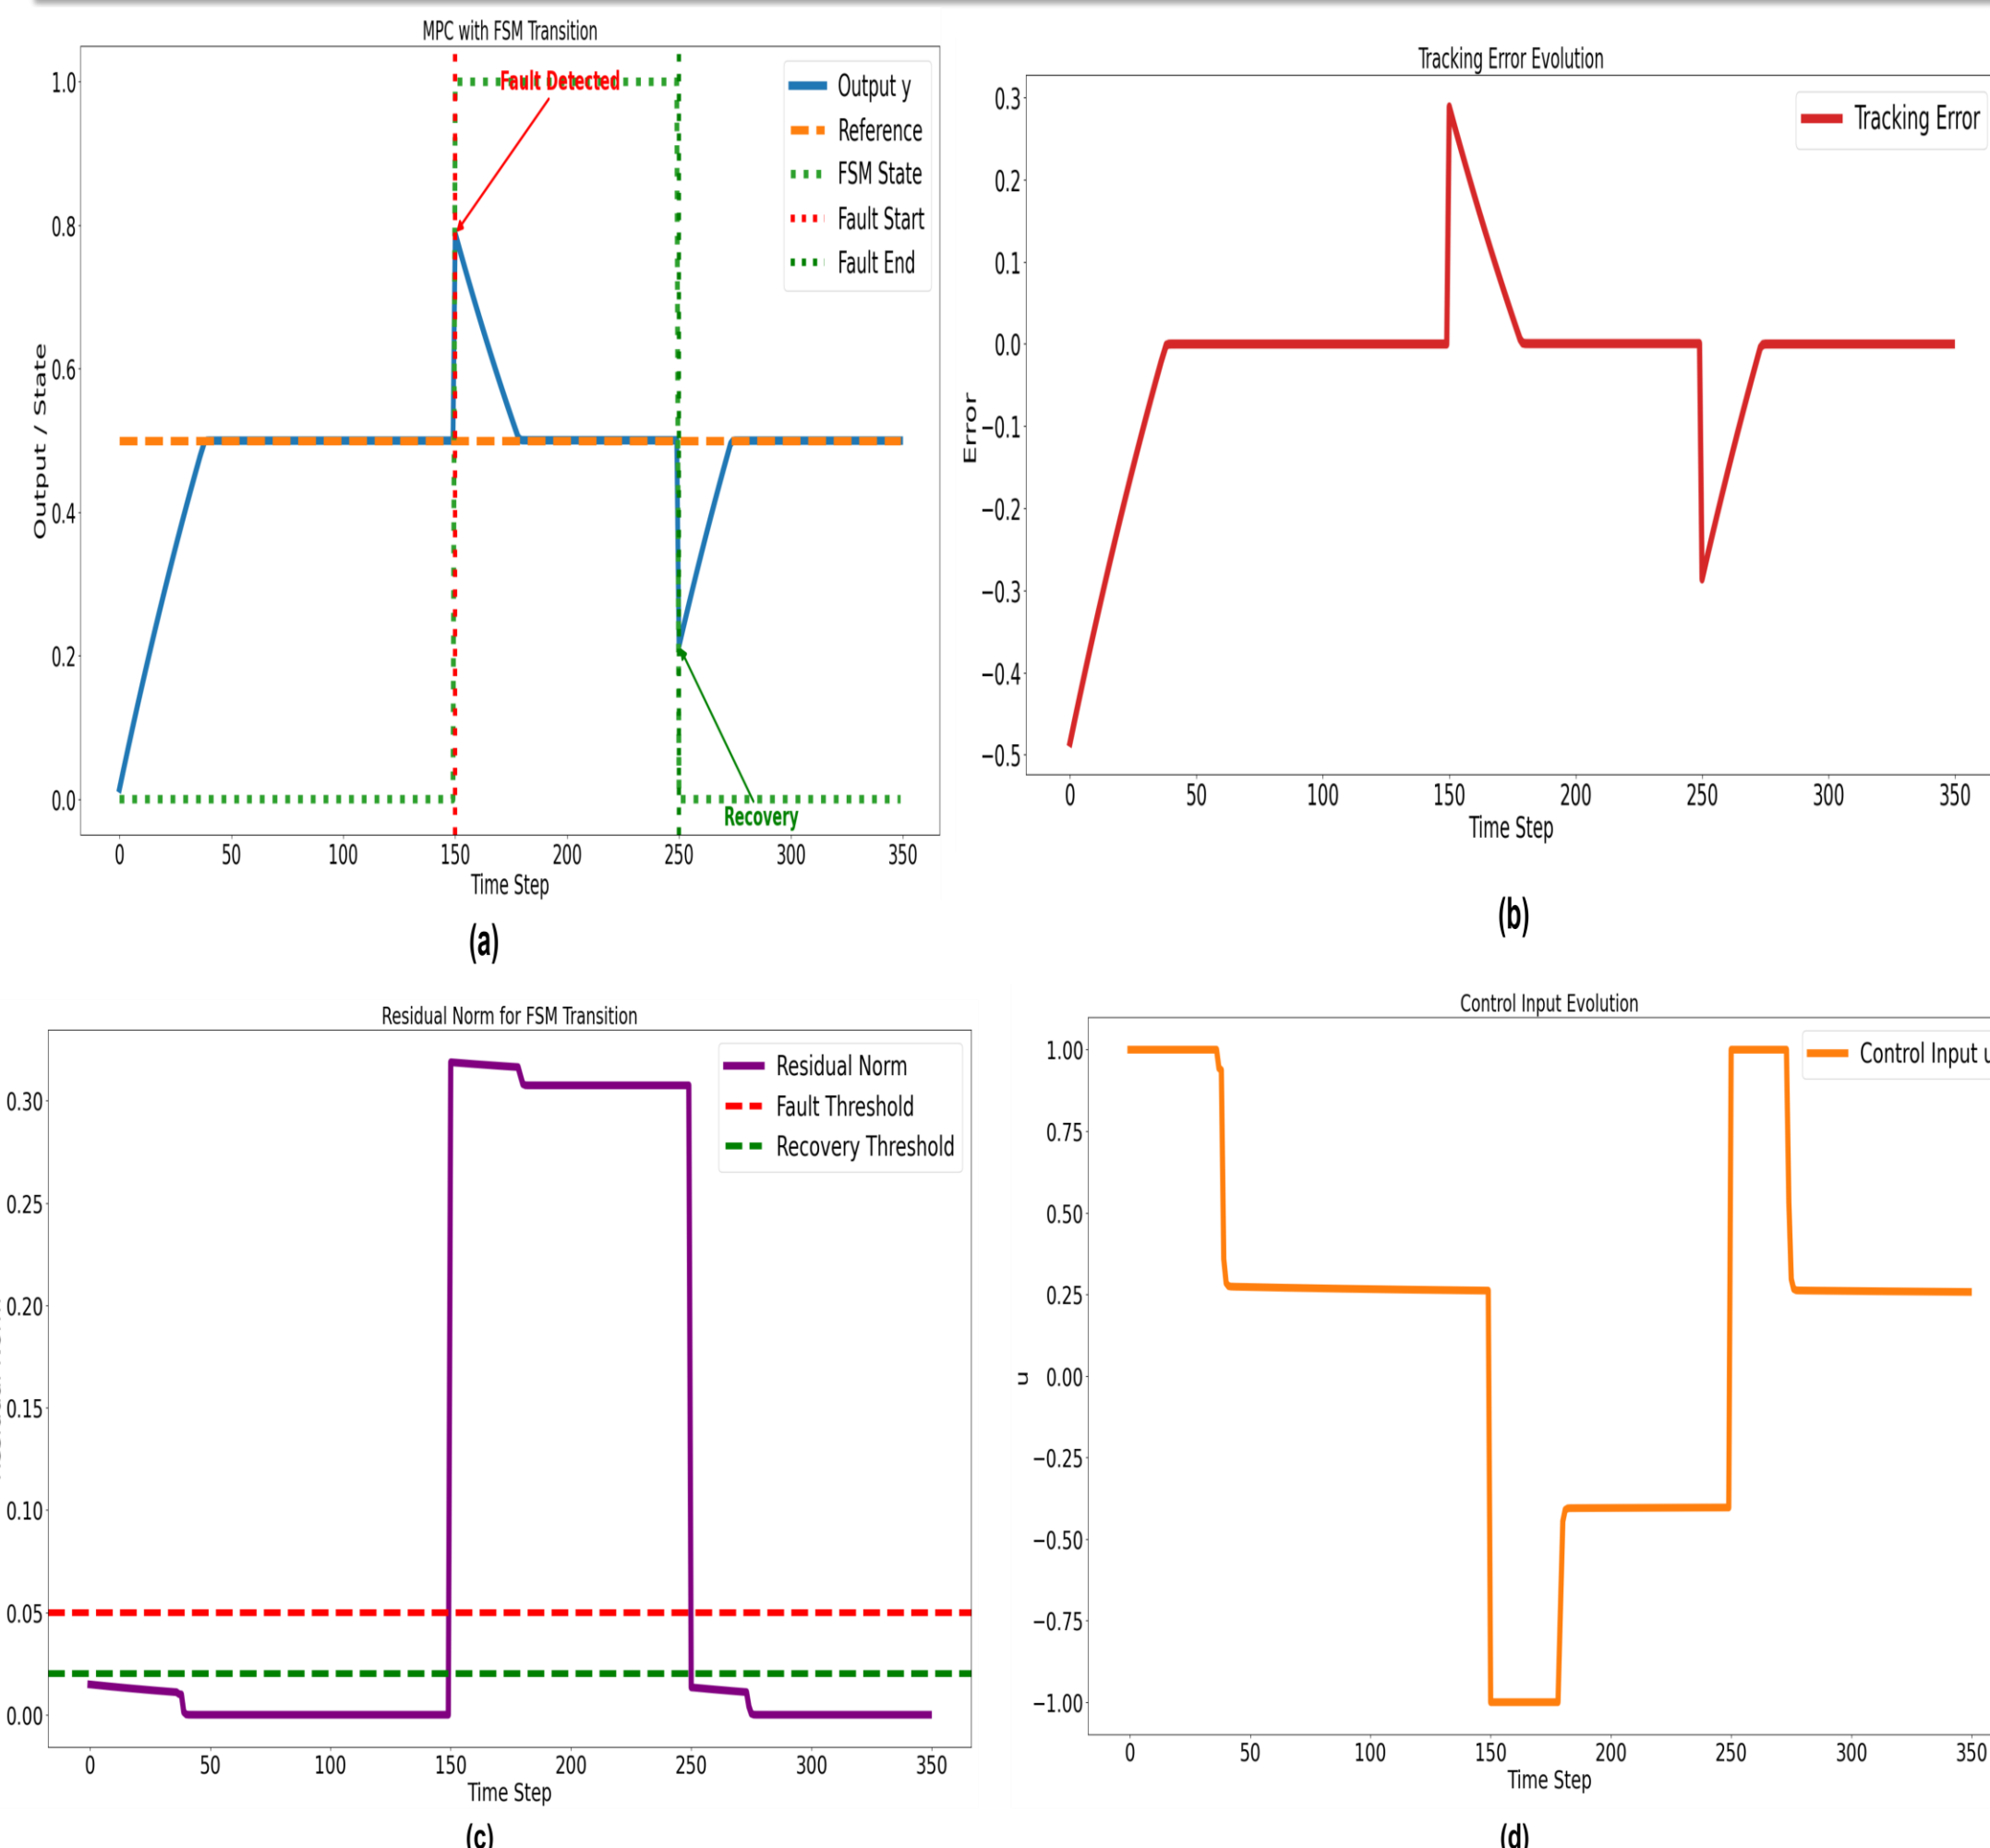 MPC with FSM Transition
1.0
0.8
0.6
0.4
0.2
0.0
Output / State
Fault Detected
Recovery
Output y
Reference
FSM State
Fault Start
Fault End
0 50 100 150 200 250 300 350
Time Step
(a)
Tracking Error Evolution
0.3
0.2
0.1
0.0
−0.1
−0.2
−0.3
−0.4
−0.5
Error
Tracking Error
0 50 100 150 200 250 300 350
Time Step
(b)
Residual Norm for FSM Transition
0.30
0.25
0.20
0.15
0.10
0.05
0.00
Residual Norm
Fault Threshold
Recovery Threshold
0 50 100 150 200 250 300 350
Time Step
(c)
Control Input Evolution
1.00
0.75
0.50
0.25
0.00
−0.25
−0.50
−0.75
−1.00
u
Control Input u
0 50 100 150 200 250 300 350
Time Step
(d)